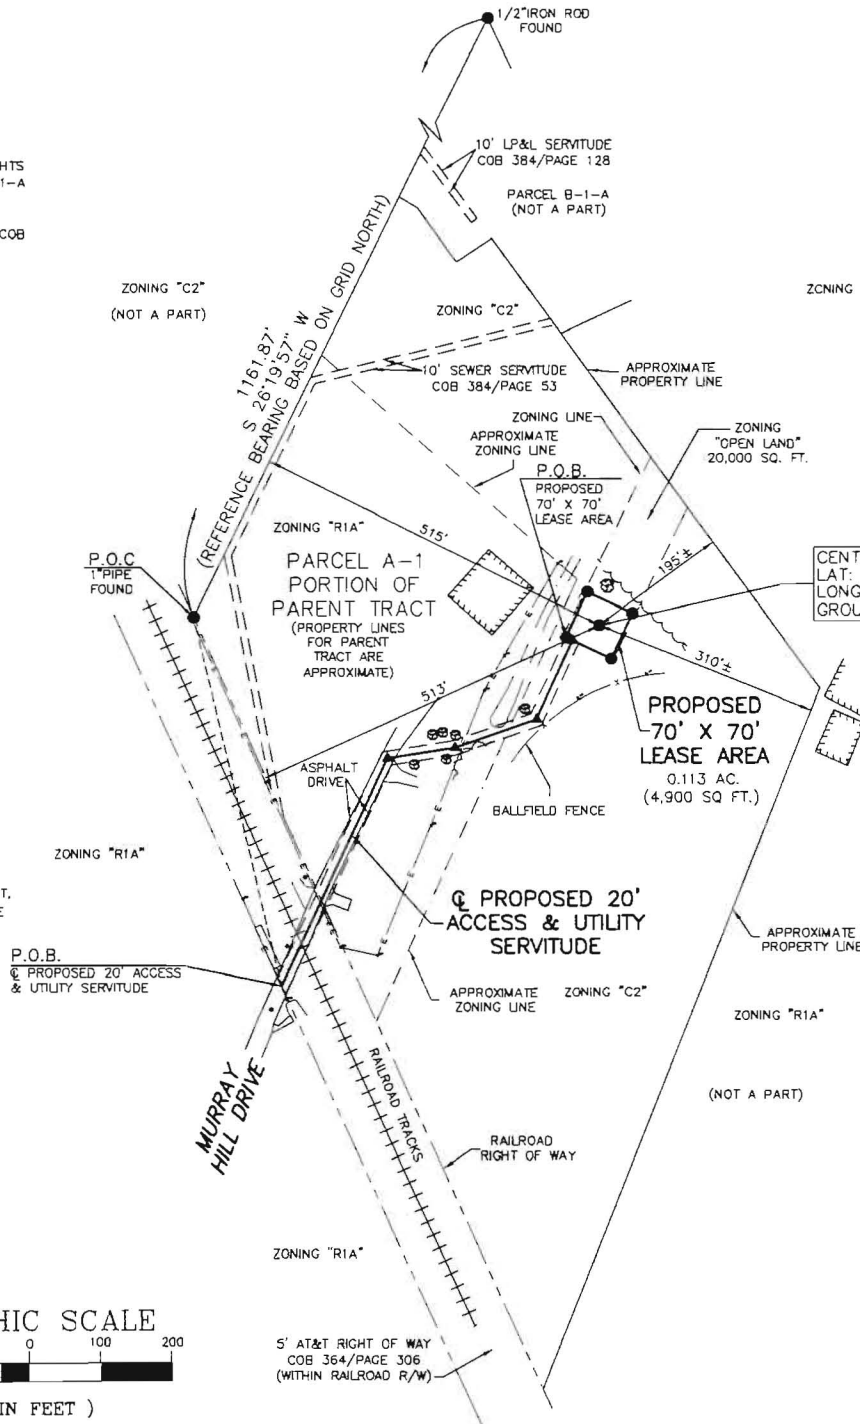 1/2"IRON ROD
FOUND
10' LP&L SERVITUDE
COB 384/PAGE 128
HTS
1-A
PARCEL B-1-A
(NOT A PART)
COB
ZONING "C2"
(NOT A PART)
ZONING "C2"
ZCNING
1161.87'
S 26°19'57" W
(REFERENCE BEARING BASED ON GRID NORTH)
10' SEWER SERVITUDE
COB 384/PAGE 53
APPROXIMATE
PROPERTY LINE
ZONING LINE
APPROXIMATE
ZONING LINE
ZONING
"OPEN LAND"
20,000 SQ. FT.
P.O.B.
PROPOSED
70' X 70'
LEASE AREA
ZONING "R1A"
515'
195'±
P.O.C
1"PIPE
FOUND
PARCEL A-1
PORTION OF
PARENT TRACT
(PROPERTY LINES
FOR PARENT
TRACT ARE
APPROXIMATE)
CENT
LAT:
LONG
GROU
310'±
513'
PROPOSED
70' X 70'
LEASE AREA
0.113 AC.
(4,900 SQ FT.)
ASPHALT
DRIVE
BALLFIELD FENCE
ZONING "R1A"
T,
E
℄ PROPOSED 20'
ACCESS & UTILITY
SERVITUDE
APPROXIMATE
PROPERTY LINE
P.O.B.
℄ PROPOSED 20' ACCESS
& UTILITY SERVITUDE
APPROXIMATE
ZONING LINE
ZONING "C2"
ZONING "R1A"
MURRAY
HILL DRIVE
RAILROAD TRACKS
(NOT A PART)
RAILROAD
RIGHT OF WAY
ZONING "R1A"
HIC SCALE
0 100 200
5' AT&T RIGHT OF WAY
COB 364/PAGE 306
(WITHIN RAILROAD R/W)
IN FEET )